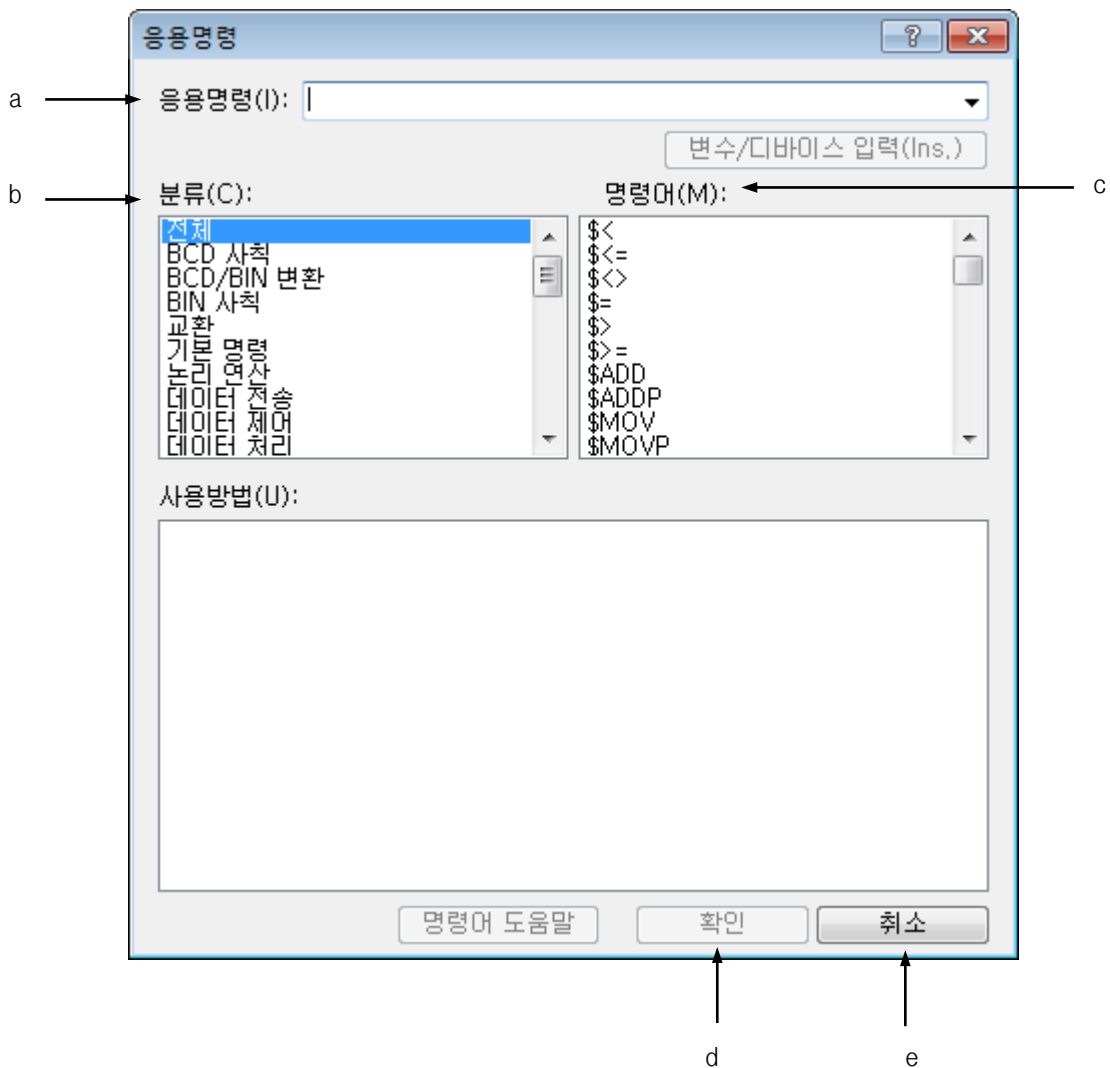 응용명령
a
응용명령(I):
변수/디바이스 입력(Ins.)
b
분류(C):
명령어(M):
c
전체
BCD 사칙
BCD/BIN 변환
BIN 사칙
교환
기본 명령
논리 연산
데이터 전송
데이터 제어
데이터 처리
$<
$<=
$<>
$=
$>
$>=
$ADD
$ADDP
$MOV
$MOVP
사용방법(U):
명령어 도움말
확인
취소
d
e